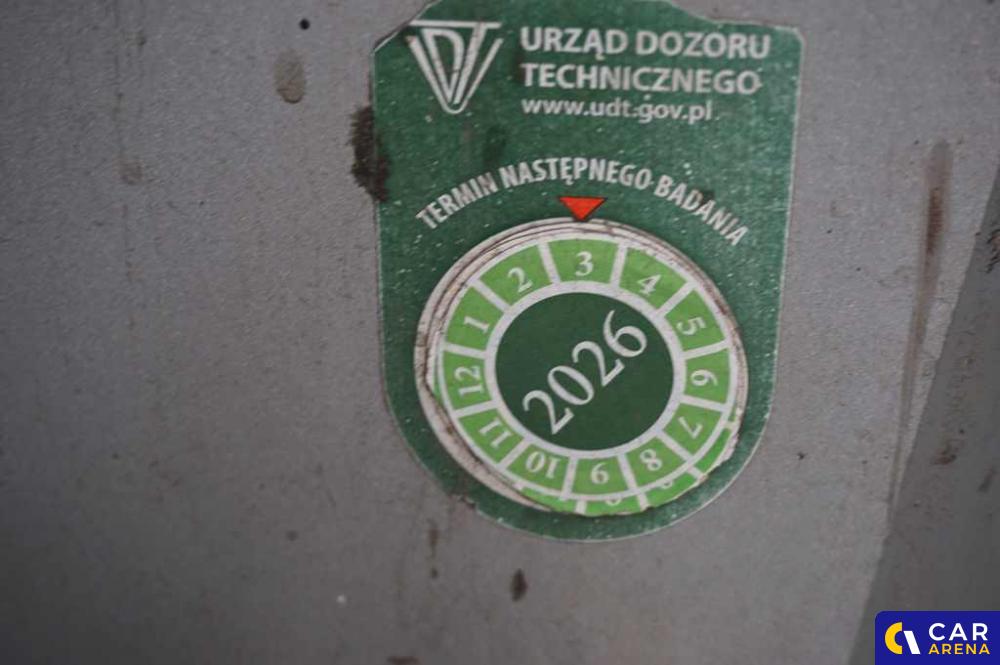 UDT
URZĄD DOZORU
TECHNICZNEGO
www.udt.gov.pl
TERMIN NASTĘPNEGO BADANIA
1 2 3 4 5 6 7 8 9 10 11 12
2026
CAR
ARENA